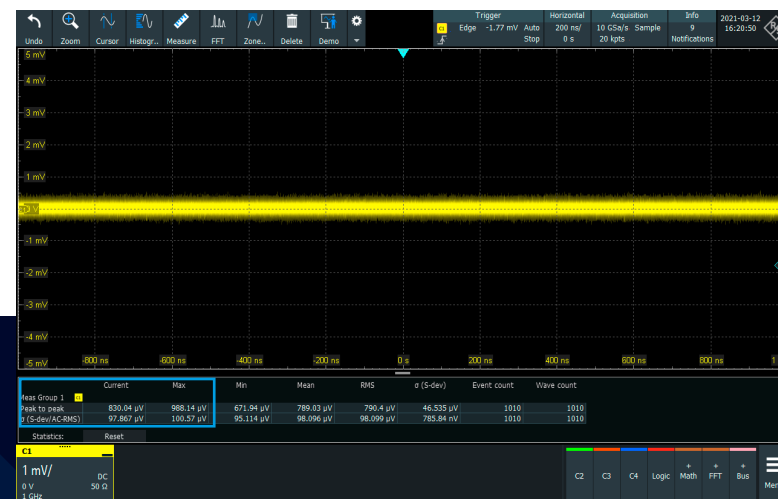 Trigger Horizontal Acquisition Info 2021-03-12
C1 Edge -1.77 mV Auto 200 ns/ 10 GSa/s Sample 9 16:20:50
Undo Zoom Cursor Histogr.. Measure FFT Zone.. Delete Demo Stop 0 s 20 kpts Notifications
5 mV
4 mV
3 mV
2 mV
1 mV
-1 mV
-2 mV
-3 mV
-4 mV
-5 mV -800 ns -600 ns -400 ns -200 ns 0 s 200 ns 400 ns 600 ns 800 ns 1
Current Max Min Mean RMS σ (S-dev) Event count Wave count
Meas Group 1 C1
Peak to peak 830.04 µV 988.14 µV 671.94 µV 789.03 µV 790.4 µV 46.535 µV 1010 1010
σ (S-dev/AC-RMS) 97.867 µV 100.57 µV 95.114 µV 98.096 µV 98.099 µV 785.84 nV 1010 1010
Statistics: Reset
C1
1 mV/ DC
0 V 50 Ω
1 GHz
+ + +
C2 C3 C4 Logic Math FFT Bus Men